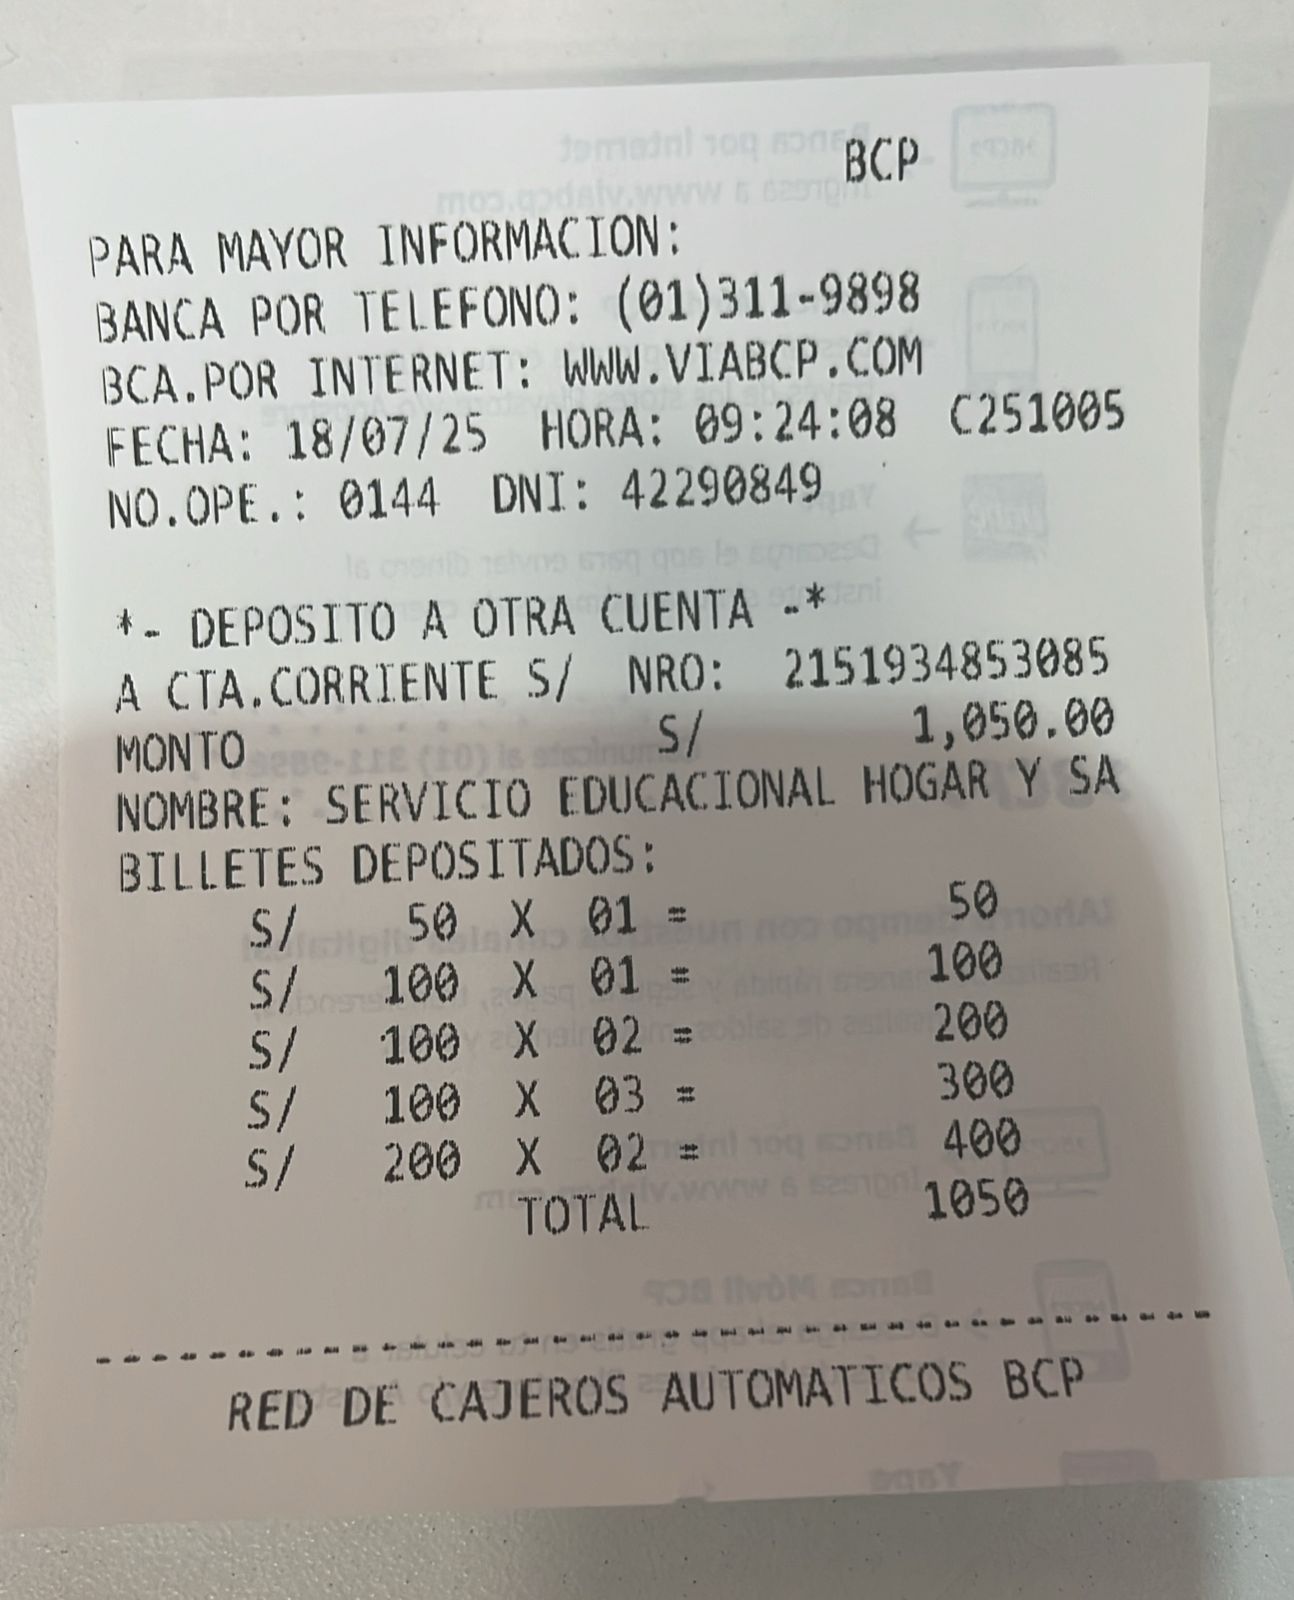 BCP
PARA MAYOR INFORMACION:
BANCA POR TELEFONO: (01)311-9898
BCA.POR INTERNET: WWW.VIABCP.COM
FECHA: 18/07/25 HORA: 09:24:08 C251005
NO.OPE.: 0144 DNI: 42290849
*- DEPOSITO A OTRA CUENTA -*
A CTA.CORRIENTE S/ NRO: 2151934853085
MONTO S/ 1,050.00
NOMBRE: SERVICIO EDUCACIONAL HOGAR Y SA
BILLETES DEPOSITADOS:
S/ 50 X 01 = 50
S/ 100 X 01 = 100
S/ 100 X 02 = 200
S/ 100 X 03 = 300
S/ 200 X 02 = 400
TOTAL 1050
--------------------------------------
RED DE CAJEROS AUTOMATICOS BCP